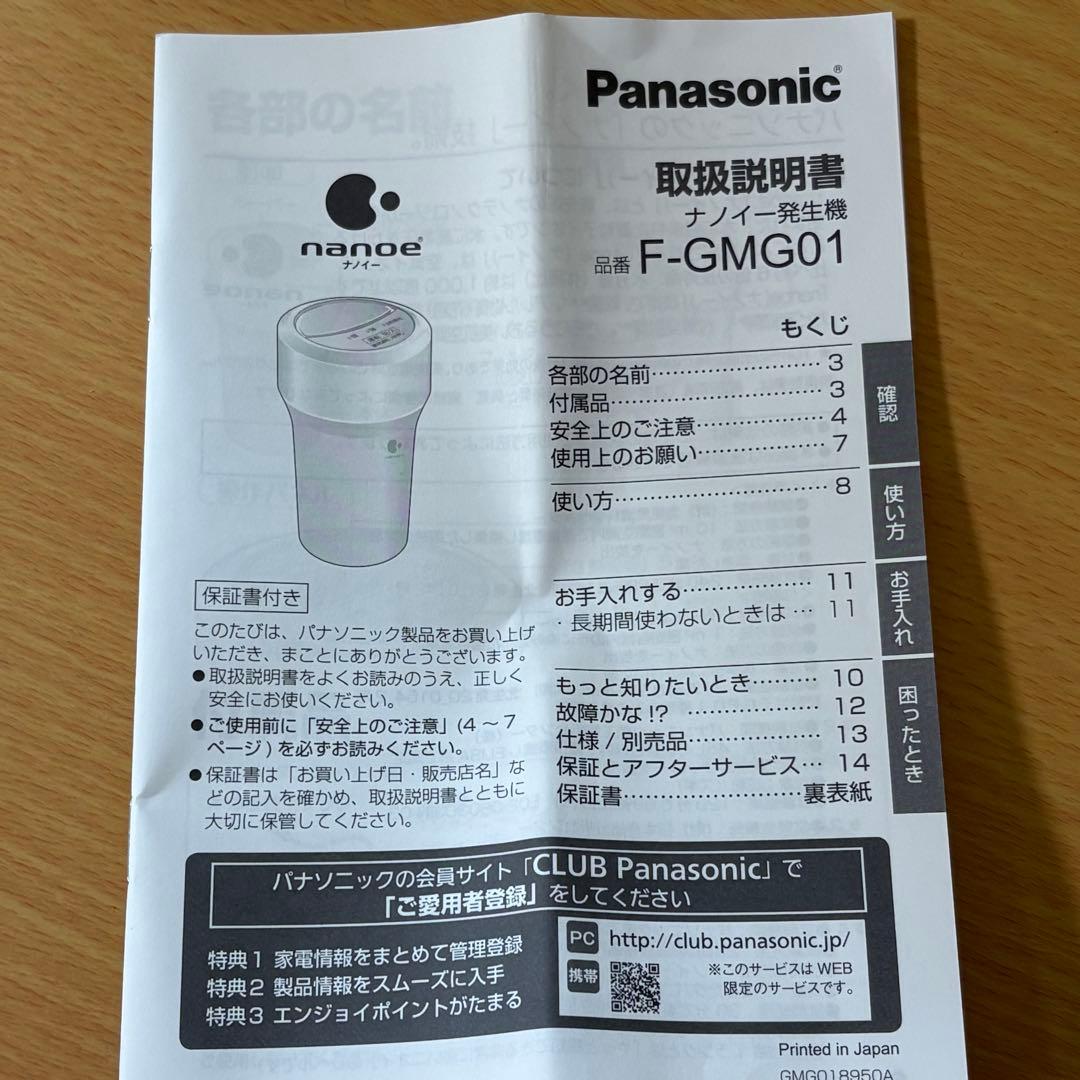 Panasonic®
取扱説明書
ナノイー発生機
品番 F-GMG01
nanoe®
ナノイー
もくじ
各部の名前……………………3
付属品…………………………3
安全上のご注意………………4
使用上のお願い………………7
使い方…………………………8
お手入れする…………………11
・長期間使わないときは…11
もっと知りたいとき………10
故障かな!?…………………12
仕様/別売品…………………13
保証とアフターサービス…14
保証書………………………裏表紙
確認
使い方
お手入れ
困ったとき
保証書付き
このたびは、パナソニック製品をお買い上げ
いただき、まことにありがとうございます。
●取扱説明書をよくお読みのうえ、正しく
安全にお使いください。
●ご使用前に「安全上のご注意」(4～7
ページ)を必ずお読みください。
●保証書は「お買い上げ日・販売店名」な
どの記入を確かめ、取扱説明書とともに
大切に保管してください。
パナソニックの会員サイト「CLUB Panasonic」で
「ご愛用者登録」をしてください
特典1 家電情報をまとめて管理登録
特典2 製品情報をスムーズに入手
特典3 エンジョイポイントがたまる
PC http://club.panasonic.jp/
携帯
※このサービスはWEB
限定のサービスです。
Printed in Japan
GMG018950A